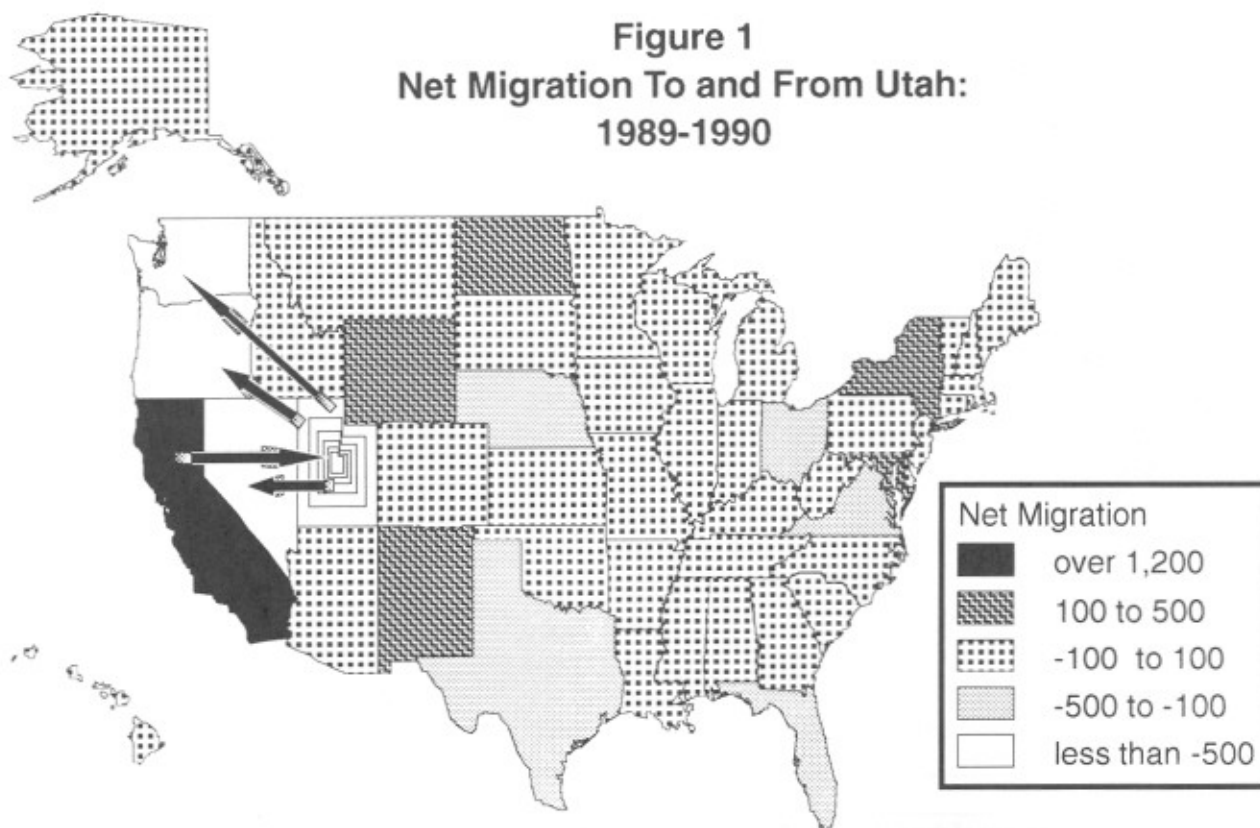 Figure 1
Net Migration To and From Utah:
1989-1990
Net Migration
over 1,200
100 to 500
-100 to 100
-500 to -100
less than -500